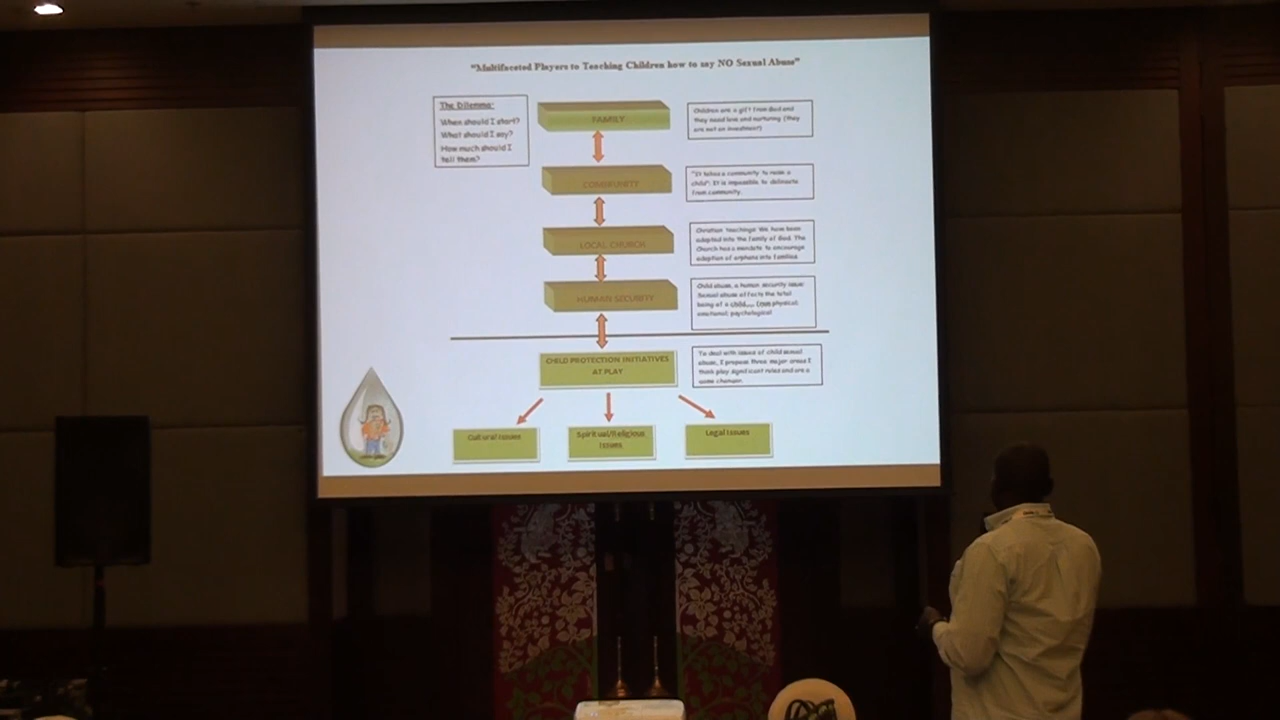 "Multifaceted Players to Teaching Children how to say NO Sexual Abuse"
The Dilemma:
When should I start?
What should I say?
How much should I
tell them?
FAMILY
Children are a gift from God and
they need love and nurturing (they
are not an investment)
COMMUNITY
"It takes a community to raise a
child": It is impossible to delineate
from community.
LOCAL CHURCH
Christian teachings: We have been
adopted into the family of God. The
Church has a mandate to encourage
adoption of orphans into families
HUMAN SECURITY
Child abuse, a human security issue:
Sexual abuse affects the total
being of a child... from physical;
emotional; psychological
CHILD PROTECTION INITIATIVES
AT PLAY
To deal with issues of child sexual
abuse, I propose three major areas I
think play significant roles and are a
game changer:
Cultural Issues
Spiritual/Religious
Issues
Legal Issues